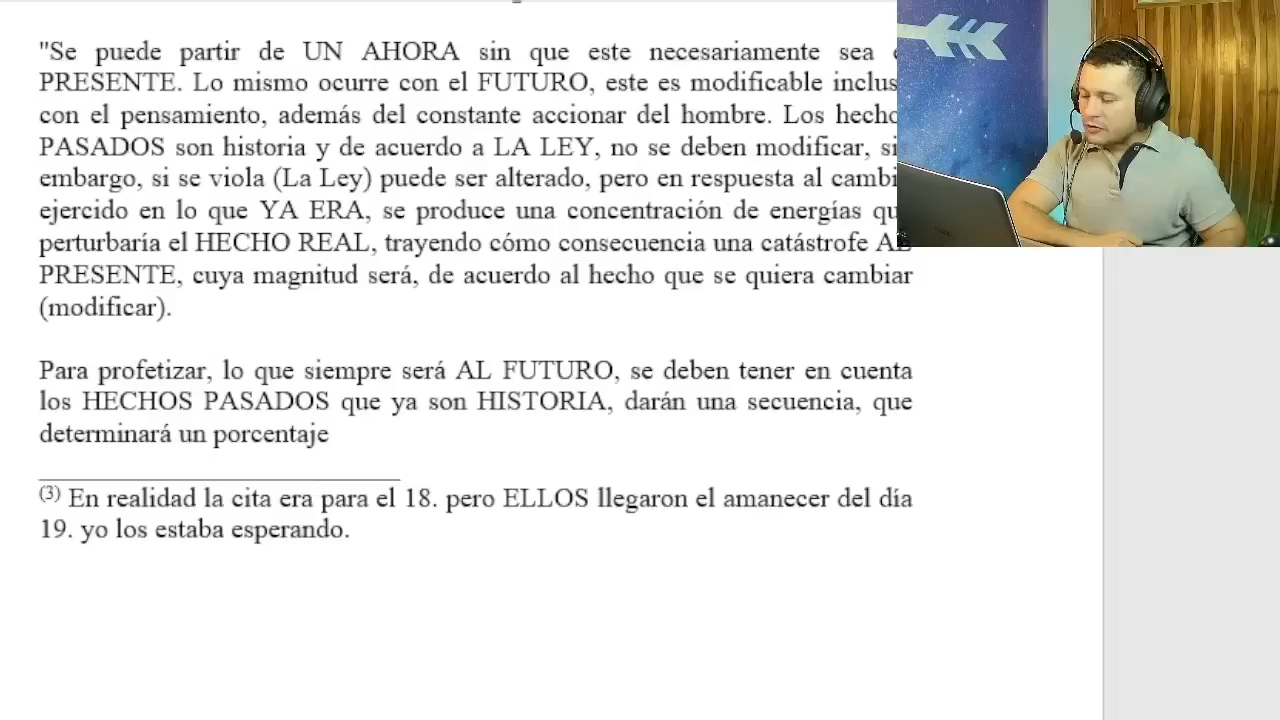 "Se puede partir de UN AHORA sin que este necesariamente sea
PRESENTE. Lo mismo ocurre con el FUTURO, este es modificable
con el pensamiento, además del constante accionar del hombre. Los
PASADOS son historia y de acuerdo a LA LEY, no se deben modificar,
embargo, si se viola (La Ley) puede ser alterado, pero en respuesta al
ejercido en lo que YA ERA, se produce una concentración de energías
perturbaría el HECHO REAL, trayendo cómo consecuencia una catástrofe
PRESENTE, cuya magnitud será, de acuerdo al hecho que se quiera cambiar
(modificar).
Para profetizar, lo que siempre será AL FUTURO, se deben tener en cuenta
los HECHOS PASADOS que ya son HISTORIA, darán una secuencia, que
determinará un porcentaje
(3) En realidad la cita era para el 18. pero ELLOS llegaron el amanecer del día
19. yo los estaba esperando.